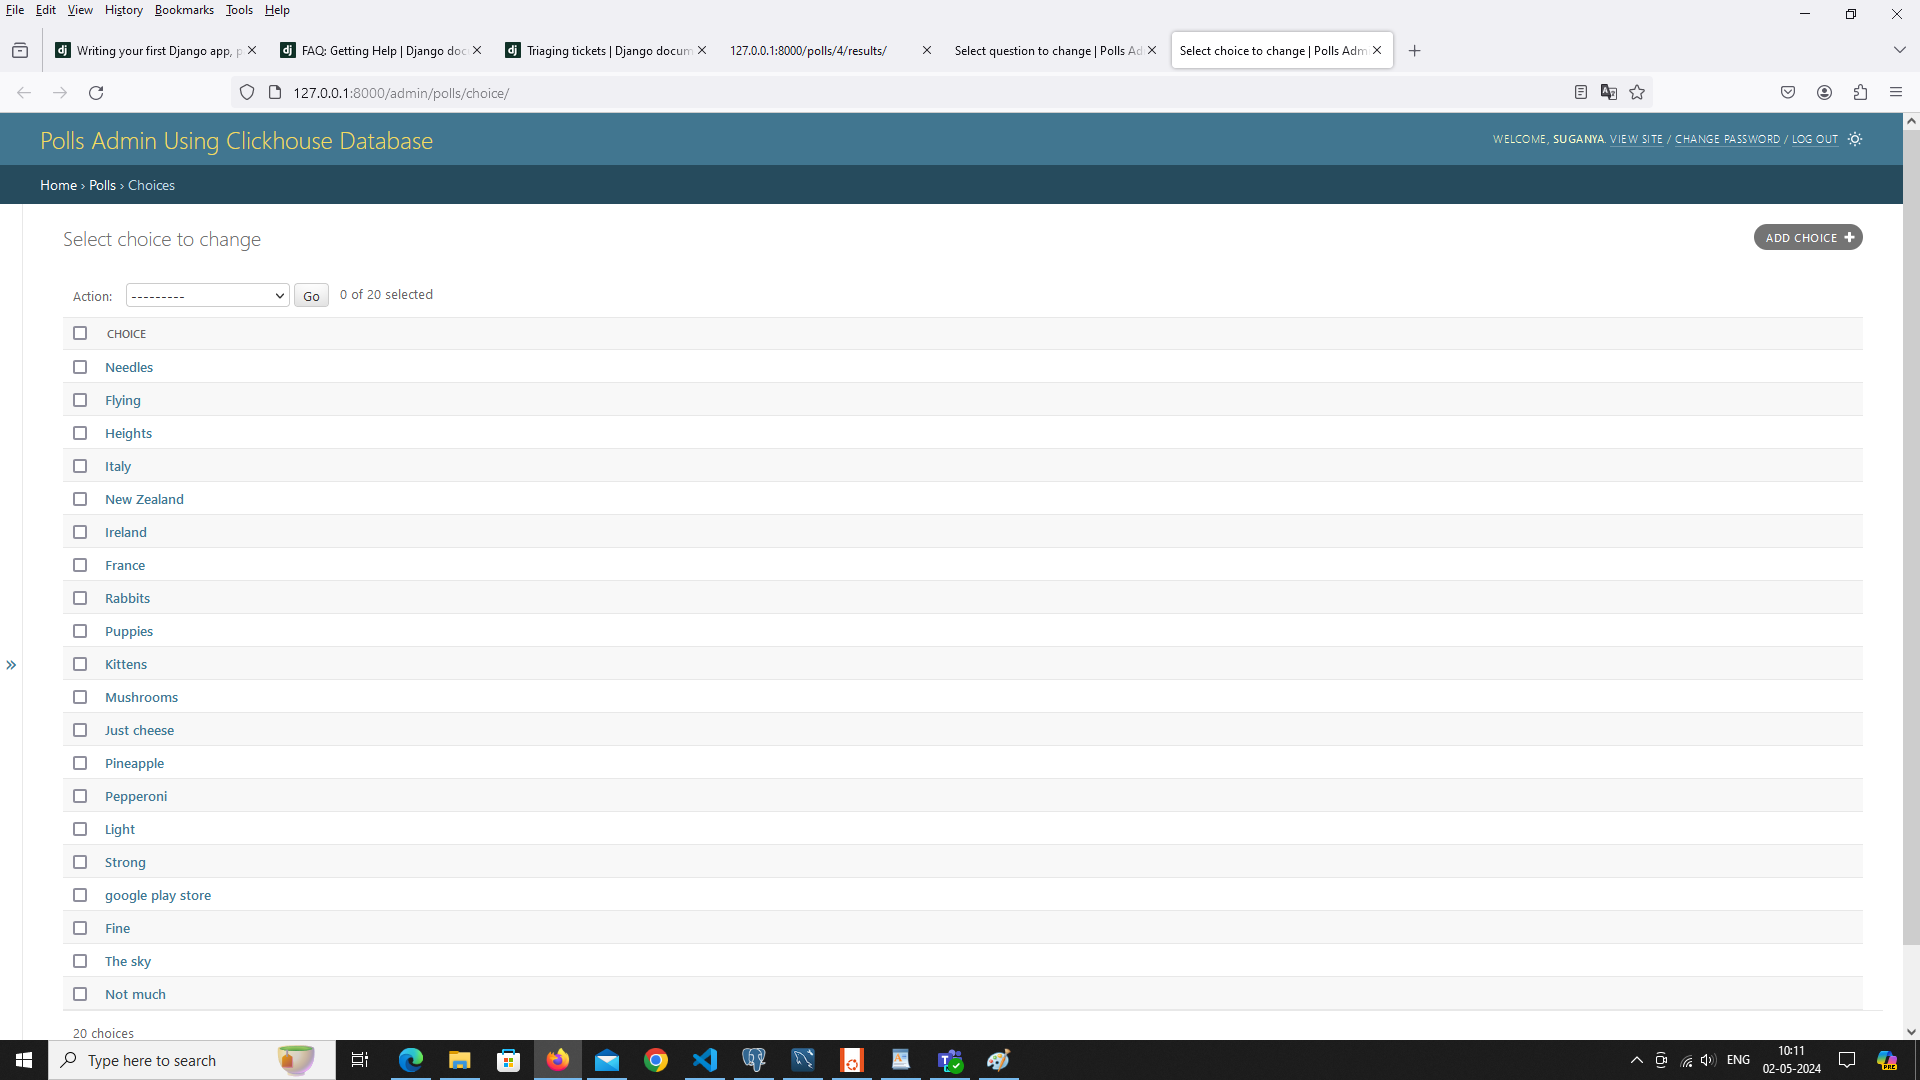 File Edit View History Bookmarks Tools Help
Writing your first Django app, p
FAQ: Getting Help | Django doc
Triaging tickets | Django docum
127.0.0.1:8000/polls/4/results/
Select question to change | Polls Ad
Select choice to change | Polls Adm
127.0.0.1:8000/admin/polls/choice/
Polls Admin Using Clickhouse Database
WELCOME, SUGANYA. VIEW SITE / CHANGE PASSWORD / LOG OUT
Home › Polls › Choices
Select choice to change
ADD CHOICE
Action: --------- Go 0 of 20 selected
CHOICE
Needles
Flying
Heights
Italy
New Zealand
Ireland
France
Rabbits
Puppies
Kittens
Mushrooms
Just cheese
Pineapple
Pepperoni
Light
Strong
google play store
Fine
The sky
Not much
20 choices
Type here to search
ENG
10:11
02-05-2024